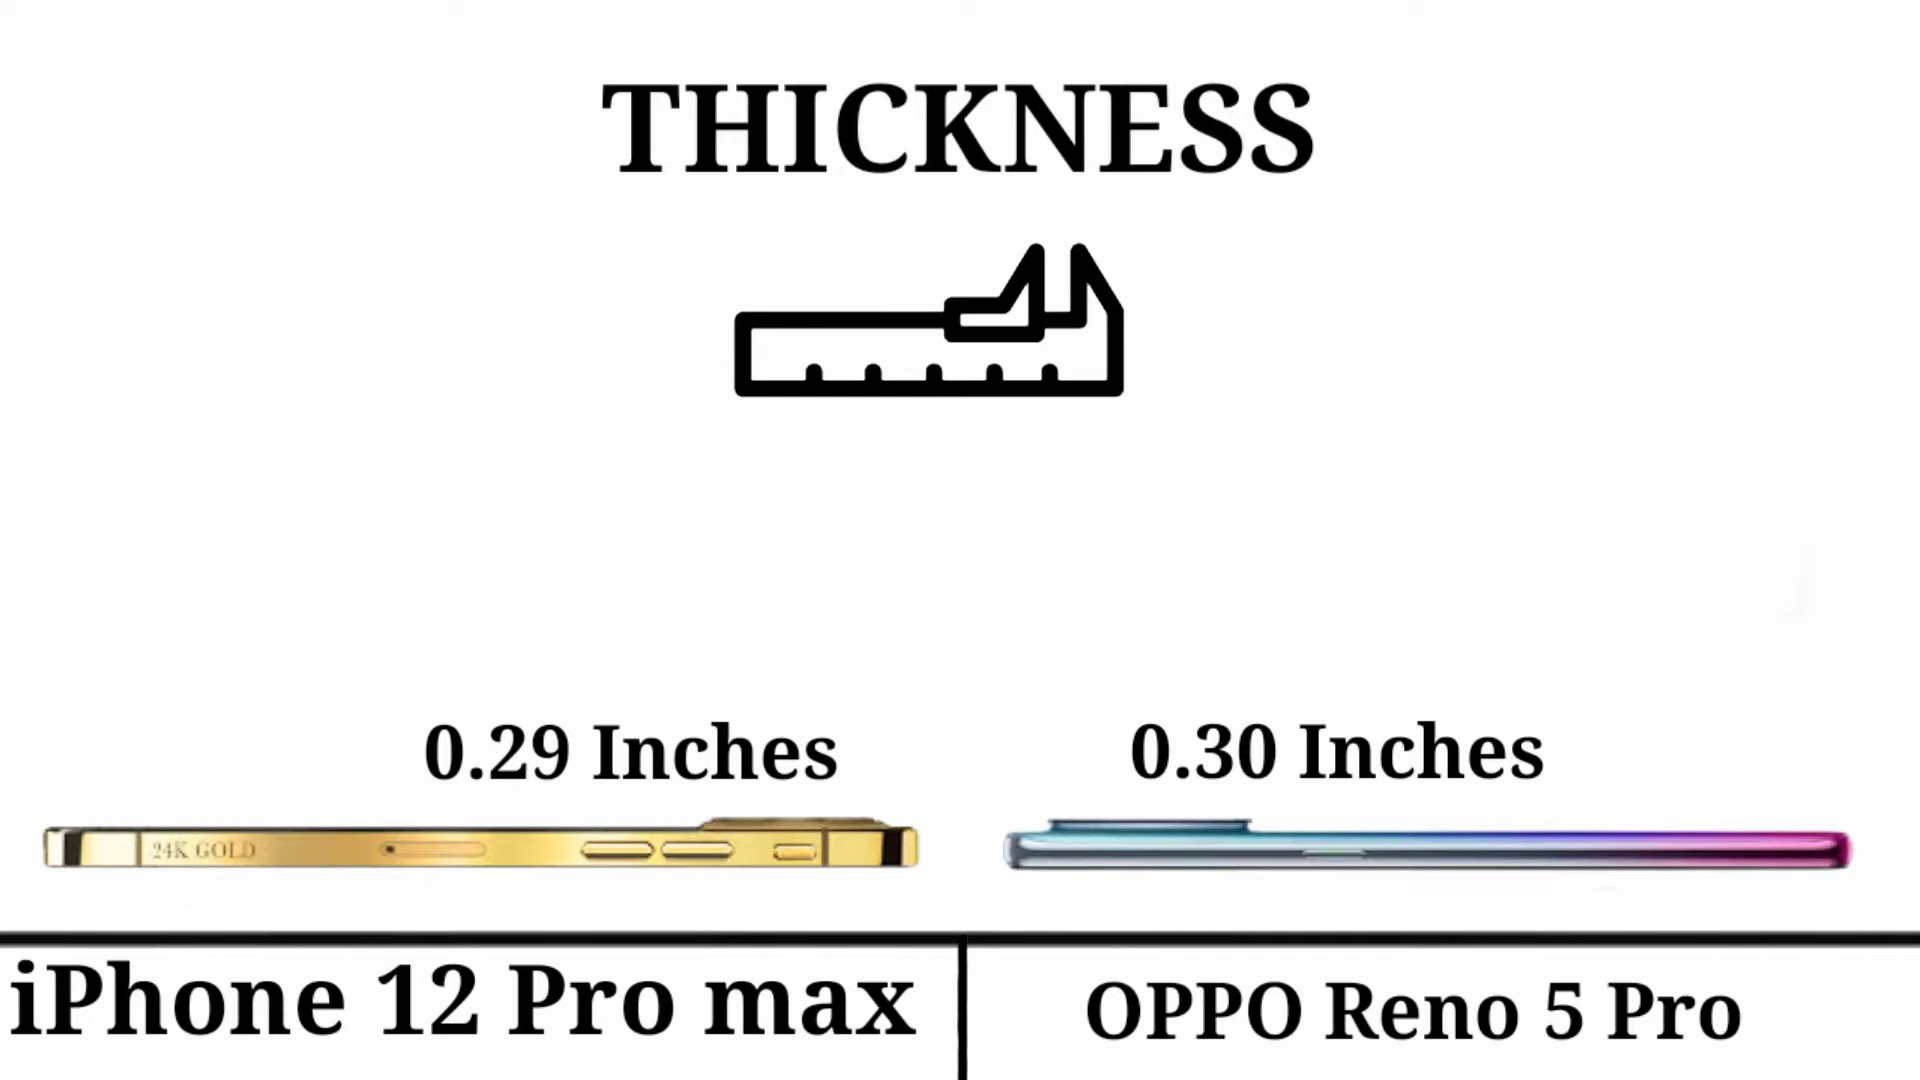 THICKNESS
0.29 Inches
0.30 Inches
24K GOLD
iPhone 12 Pro max
OPPO Reno 5 Pro